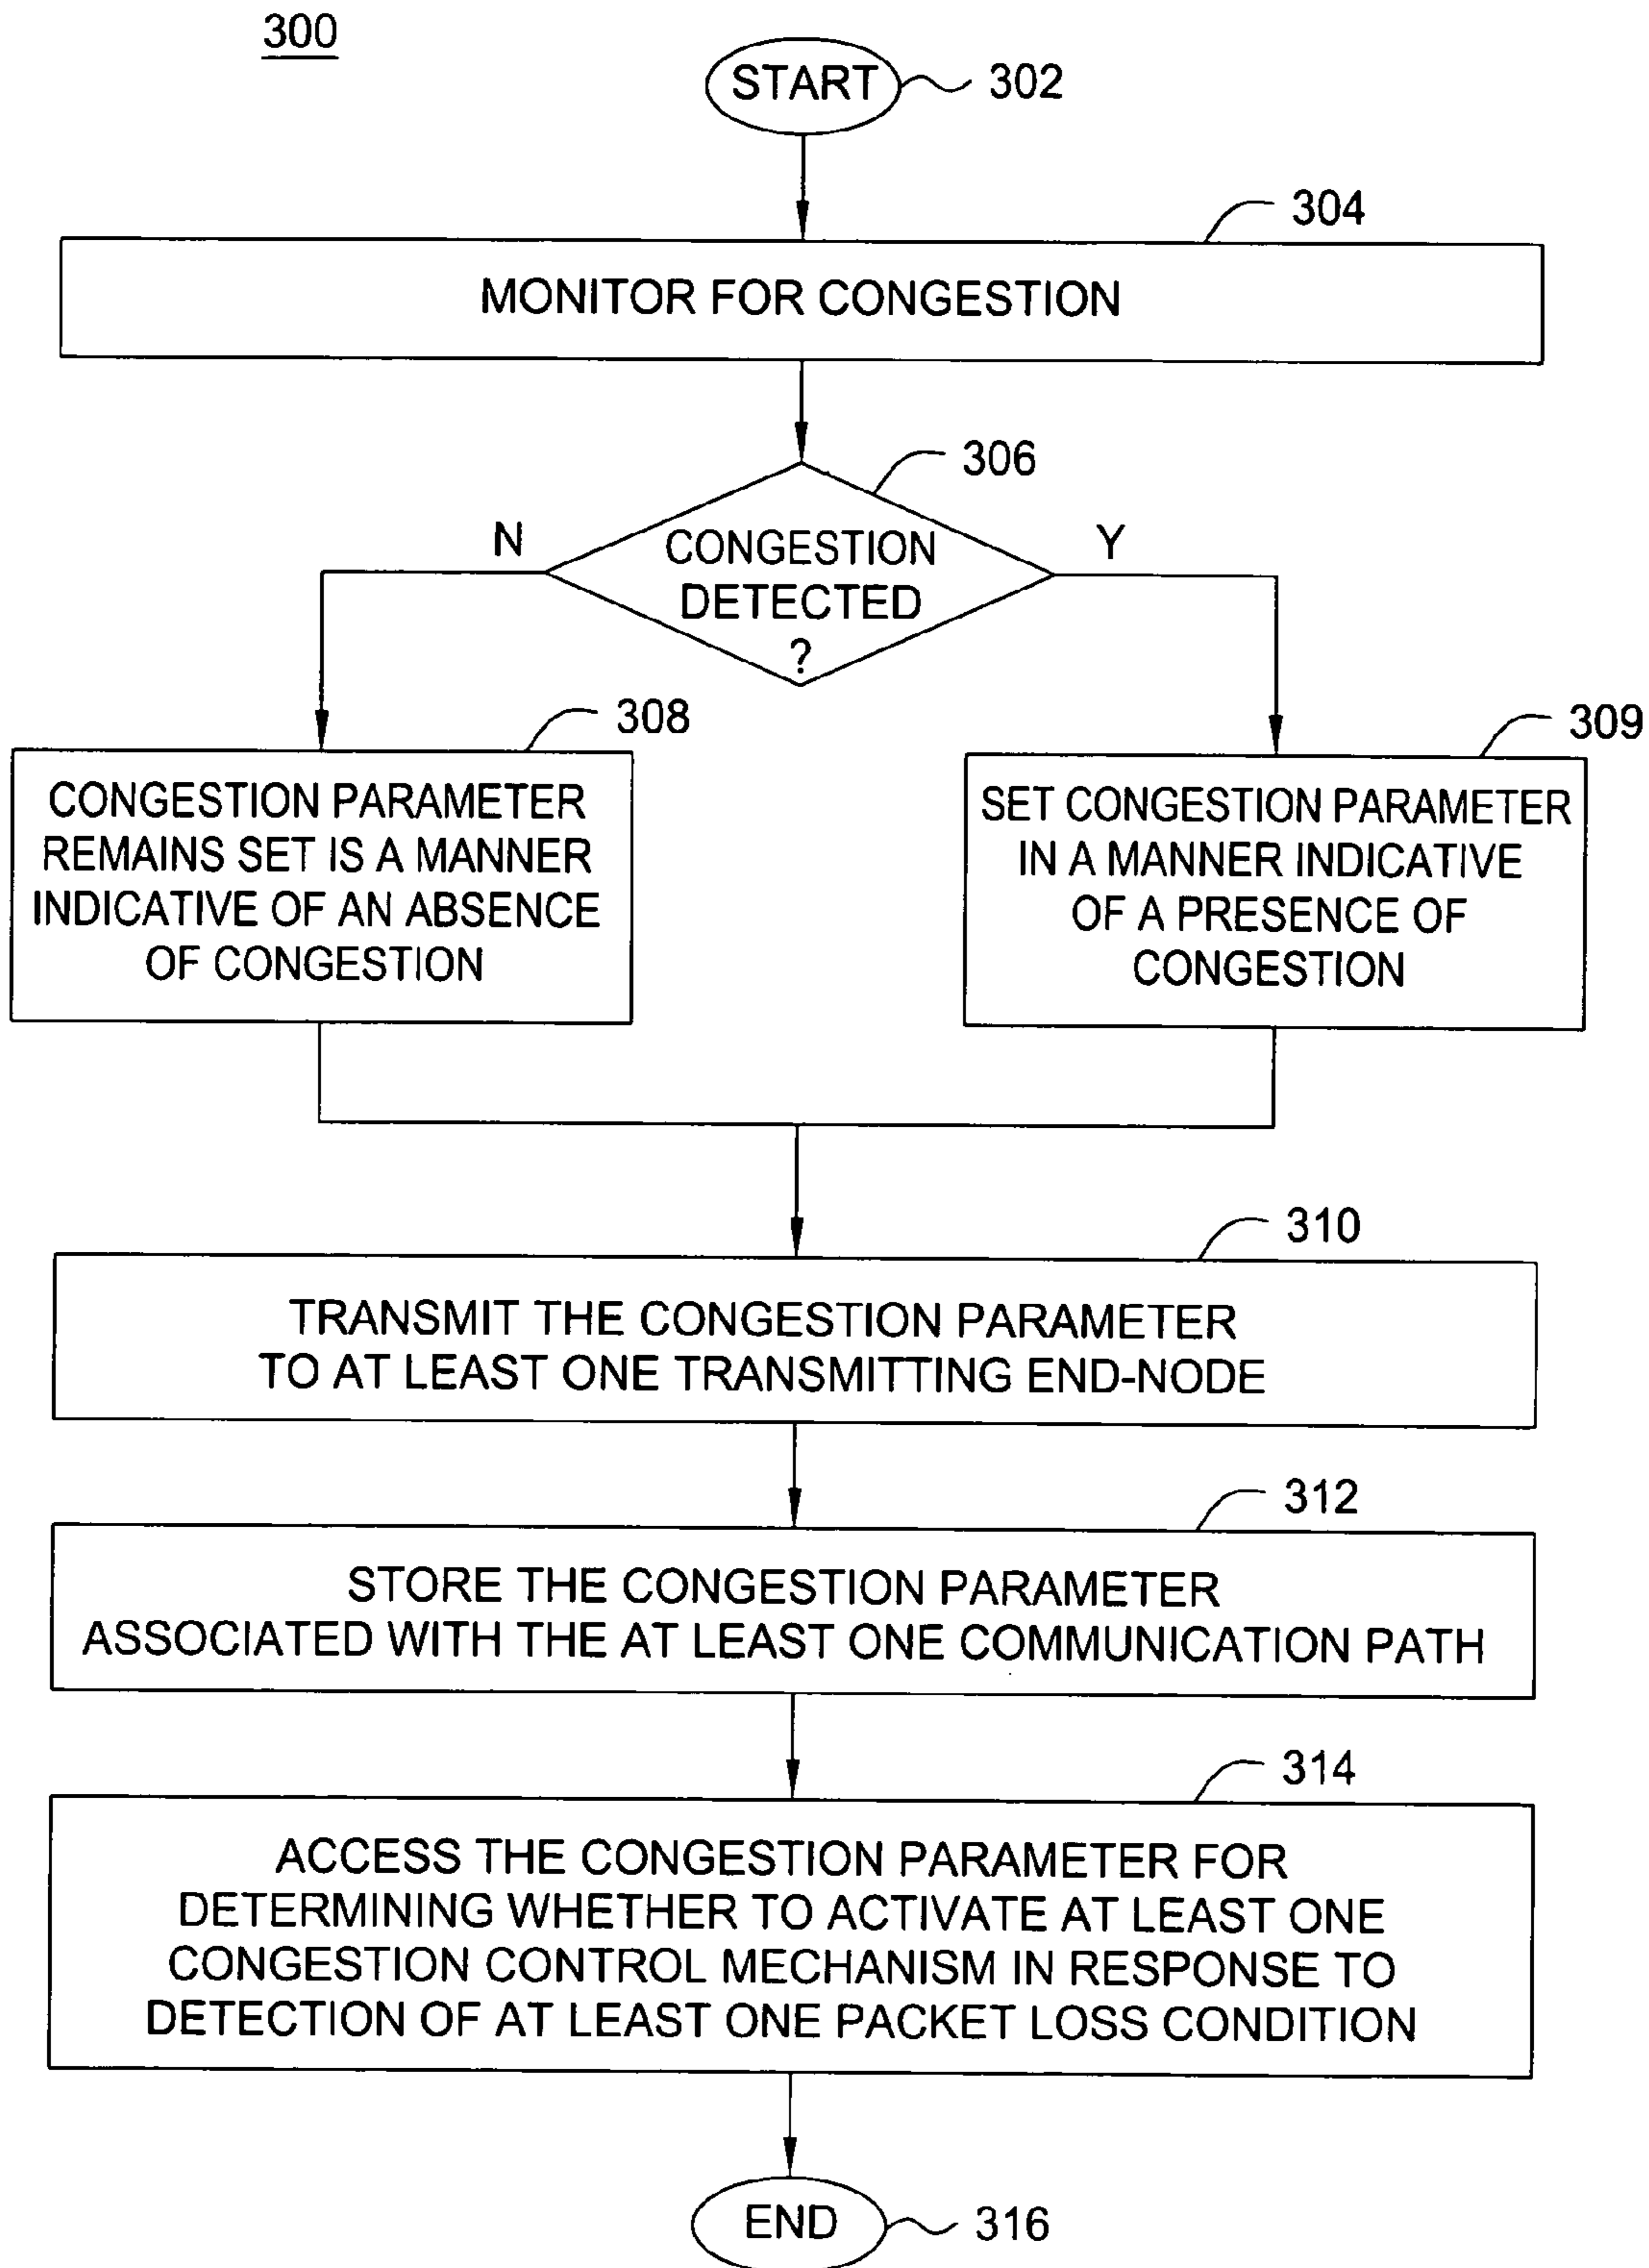 300
START
302
304
MONITOR FOR CONGESTION
306
N
CONGESTION
DETECTED
?
Y
308
CONGESTION PARAMETER
REMAINS SET IS A MANNER
INDICATIVE OF AN ABSENCE
OF CONGESTION
309
SET CONGESTION PARAMETER
IN A MANNER INDICATIVE
OF A PRESENCE OF
CONGESTION
310
TRANSMIT THE CONGESTION PARAMETER
TO AT LEAST ONE TRANSMITTING END-NODE
312
STORE THE CONGESTION PARAMETER
ASSOCIATED WITH THE AT LEAST ONE COMMUNICATION PATH
314
ACCESS THE CONGESTION PARAMETER FOR
DETERMINING WHETHER TO ACTIVATE AT LEAST ONE
CONGESTION CONTROL MECHANISM IN RESPONSE TO
DETECTION OF AT LEAST ONE PACKET LOSS CONDITION
END
316